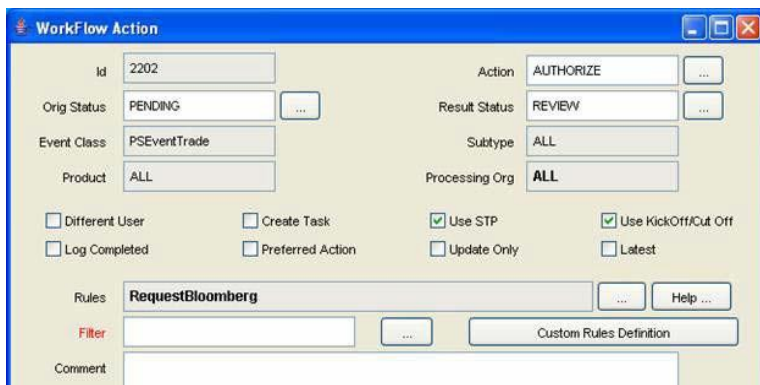 WorkFlow Action
Id 2202 Action AUTHORIZE ...
Orig Status PENDING ... Result Status REVIEW ...
Event Class PSEventTrade Subtype ALL
Product ALL Processing Org ALL
Different User Create Task Use STP Use KickOff/Cut Off
Log Completed Preferred Action Update Only Latest
Rules RequestBloomberg ... Help ...
Filter ... Custom Rules Definition
Comment